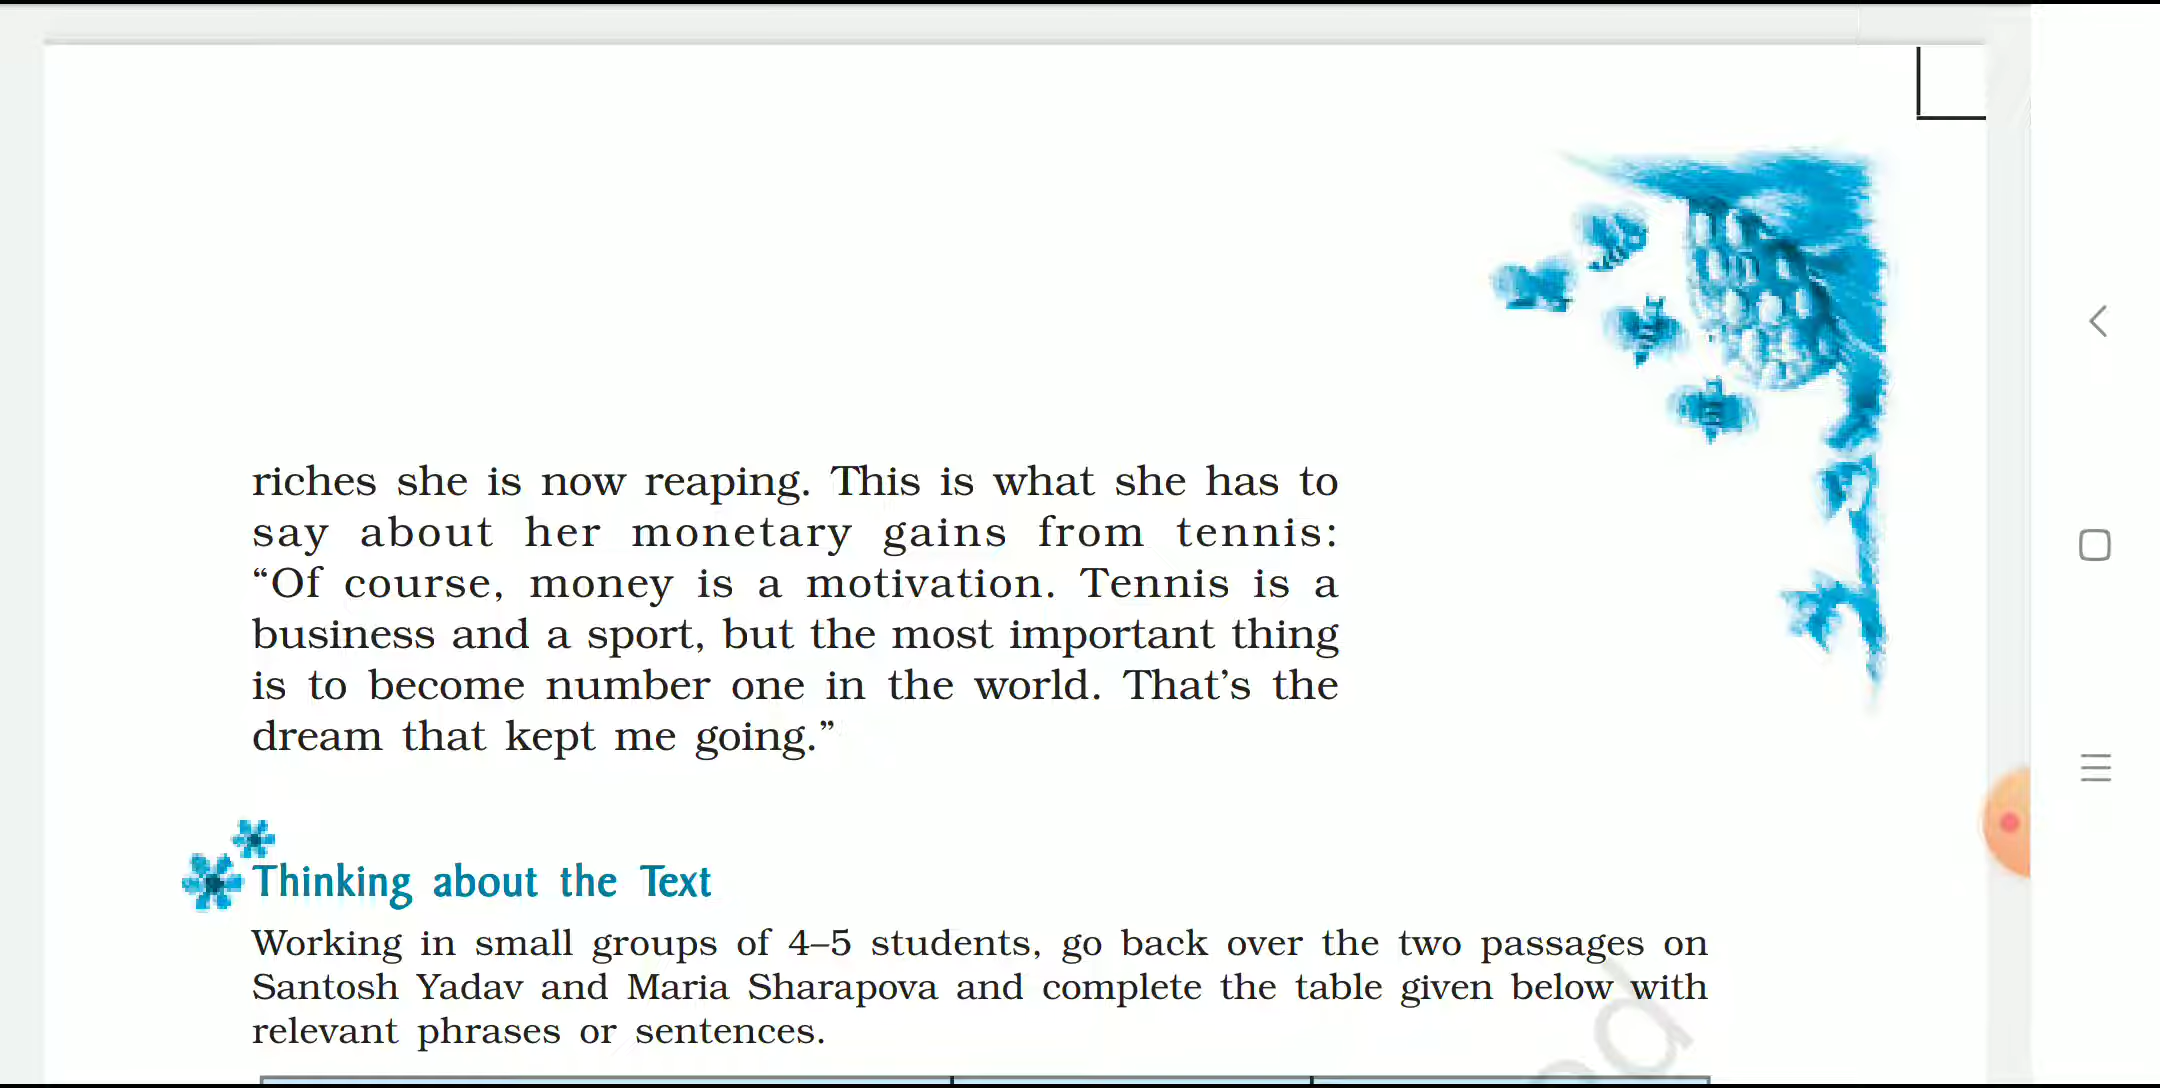 riches she is now reaping. This is what she has to
say about her monetary gains from tennis:
“Of course, money is a motivation. Tennis is a
business and a sport, but the most important thing
is to become number one in the world. That’s the
dream that kept me going.”
Thinking about the Text
Working in small groups of 4–5 students, go back over the two passages on
Santosh Yadav and Maria Sharapova and complete the table given below with
relevant phrases or sentences.